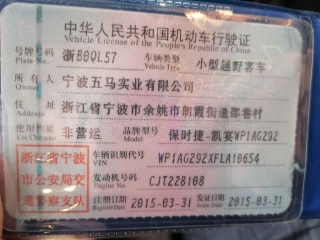 中华人民共和国机动车行驶证
Vehicle License of the People's Republic of China
号牌号码 浙B0QL57 车辆类型 小型越野客车
Plate No. Vehicle Type
所有人 宁波五马实业有限公司
Owner
住址 浙江省宁波市余姚市朗霞街道邵巷村
Address
使用性质 非营运 品牌型号 保时捷-凯宴WP1AG292
Use Character Model
浙江省宁波市公安局交通警察支队
车辆识别代号 WP1AG292XFLA10654
VIN
发动机号码 CJT228108
Engine No.
注册日期 2015-03-31 发证日期 2015-03-31
Register Date Issue Date